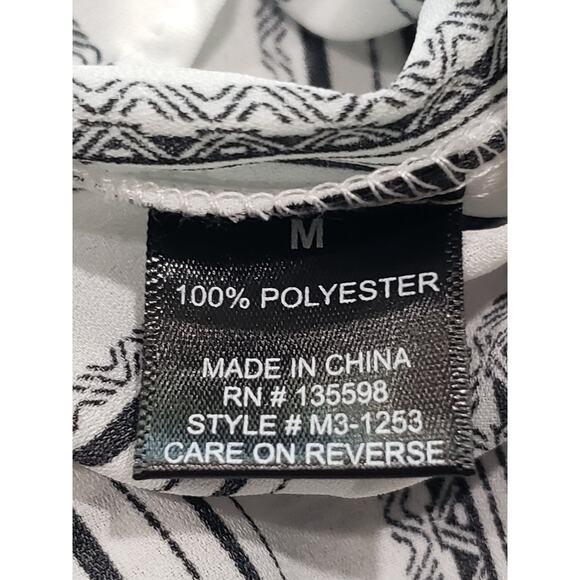 M
100% POLYESTER
MADE IN CHINA
RN # 135598
STYLE # M3-1253
CARE ON REVERSE